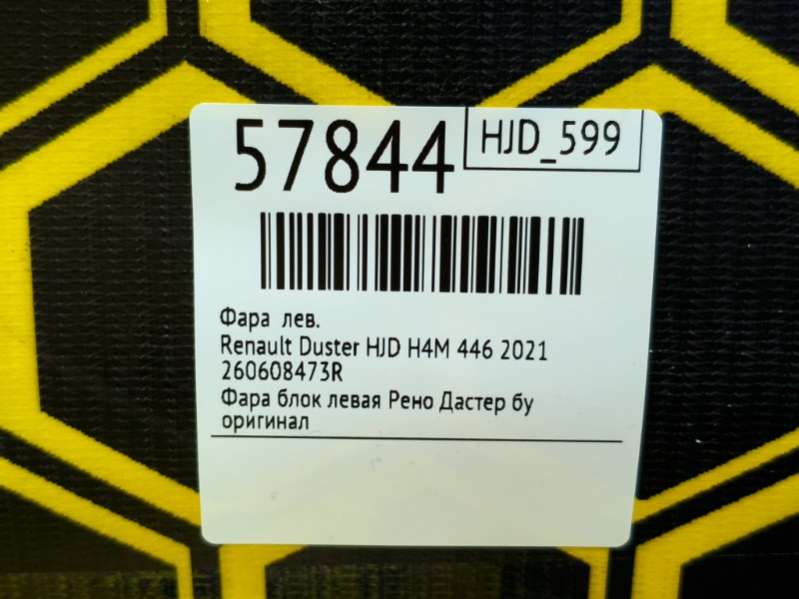 57844
HJD_599
Фара лев.
Renault Duster HJD H4M 446 2021
260608473R
Фара блок левая Рено Дастер бу
оригинал